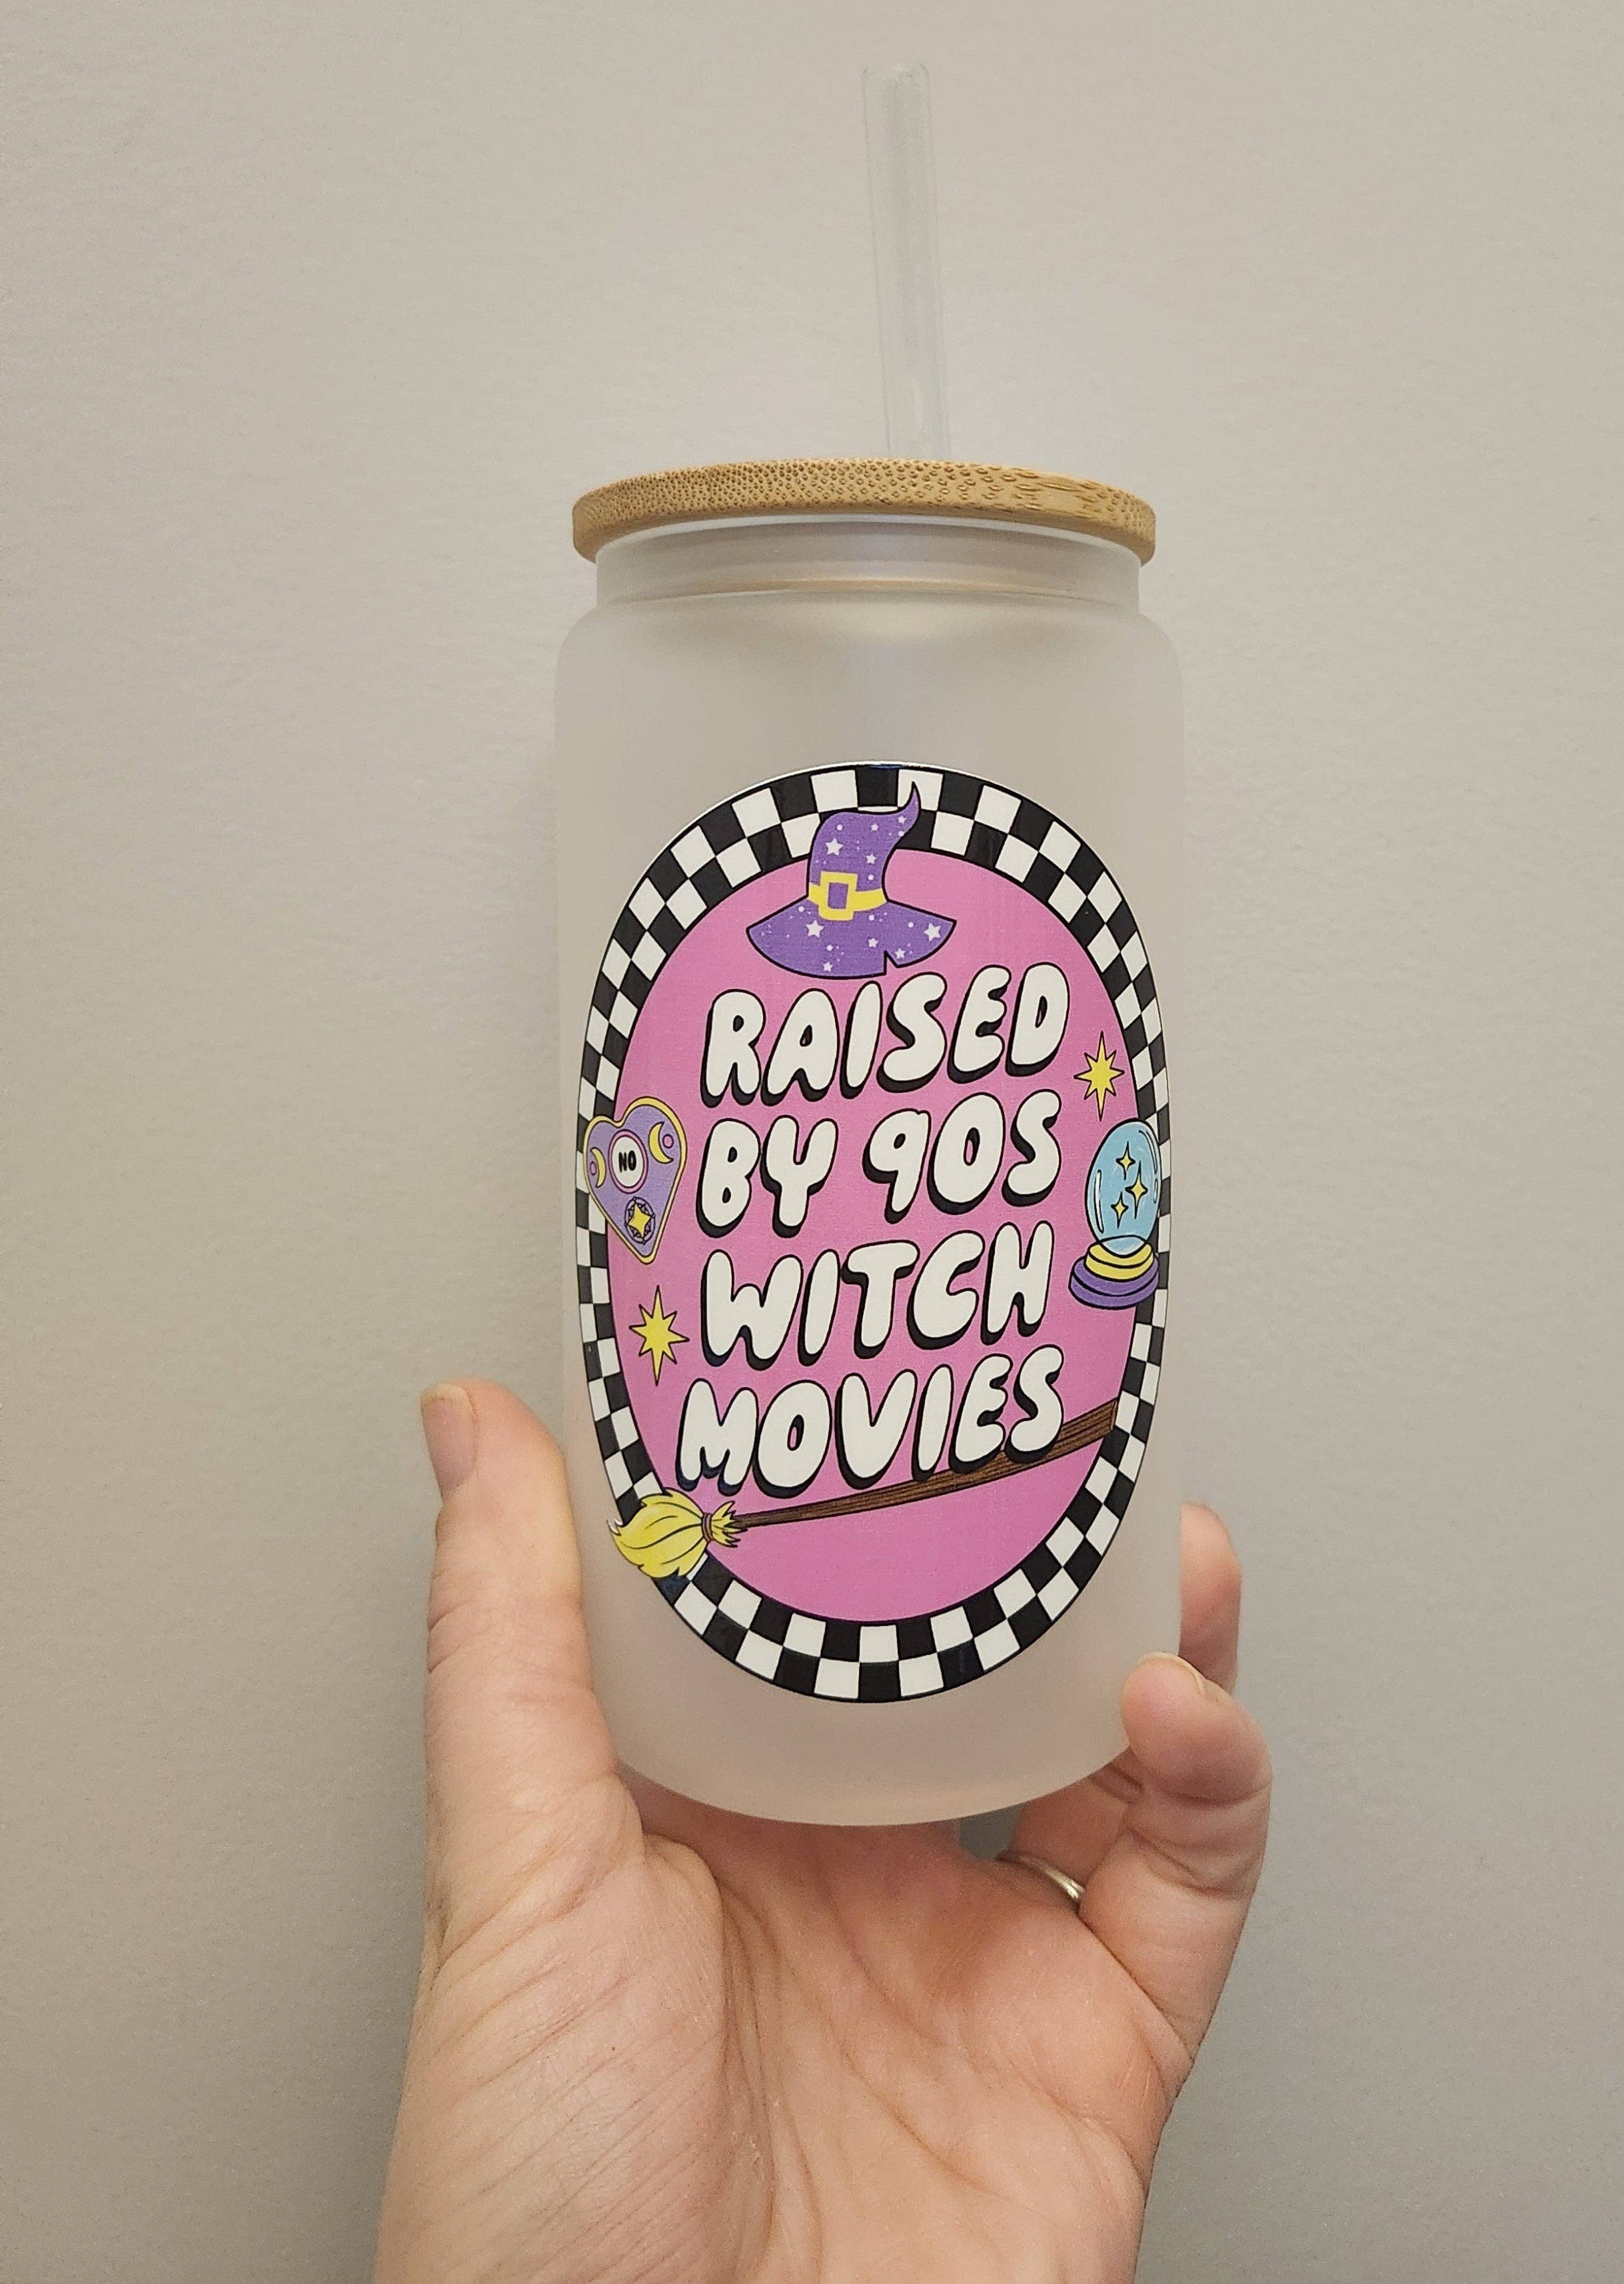 RAISED
BY 90S
NO
WITCH
MOVIES